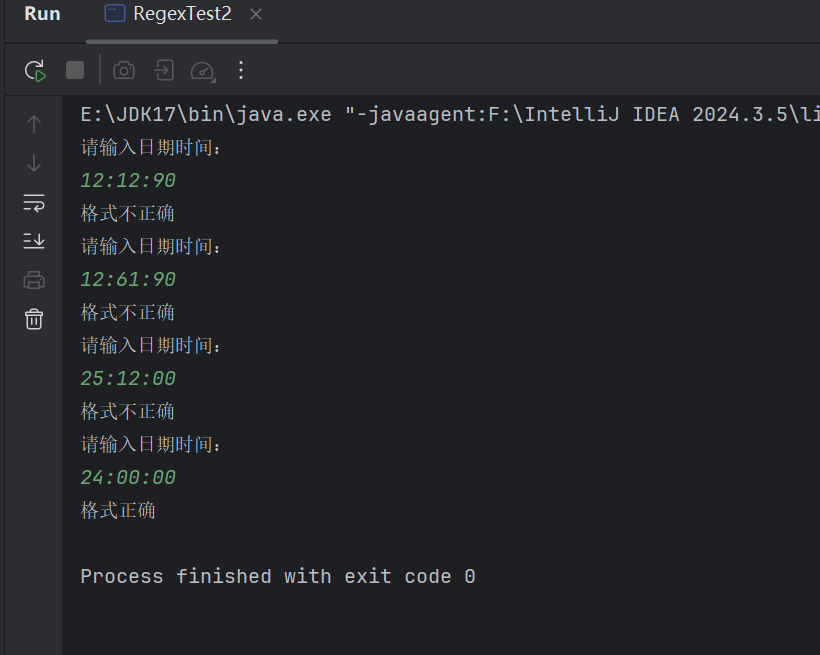 Run
RegexTest2
E:\JDK17\bin\java.exe "-javaagent:F:\IntelliJ IDEA 2024.3.5\li
请输入日期时间:
12:12:90
格式不正确
请输入日期时间:
12:61:90
格式不正确
请输入日期时间:
25:12:00
格式不正确
请输入日期时间:
24:00:00
格式正确
Process finished with exit code 0